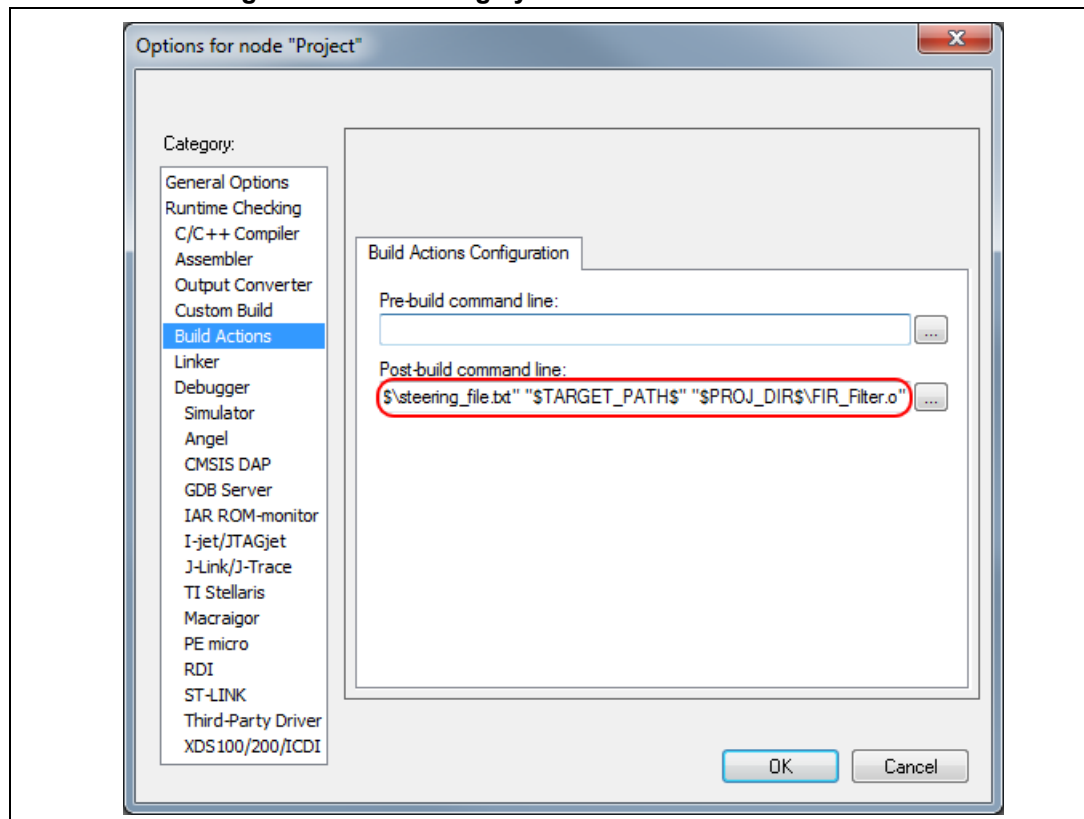 Options for node "Project"
Category:
General Options
Runtime Checking
C/C++ Compiler
Assembler
Output Converter
Custom Build
Build Actions
Linker
Debugger
Simulator
Angel
CMSIS DAP
GDB Server
IAR ROM-monitor
I-jet/JTAGjet
J-Link/J-Trace
TI Stellaris
Macraigor
PE micro
RDI
ST-LINK
Third-Party Driver
XDS100/200/ICDI
Build Actions Configuration
Pre-build command line:
...
Post-build command line:
$\steering_file.txt" "$TARGET_PATH$" "$PROJ_DIR$\FIR_Filter.o"
...
OK
Cancel